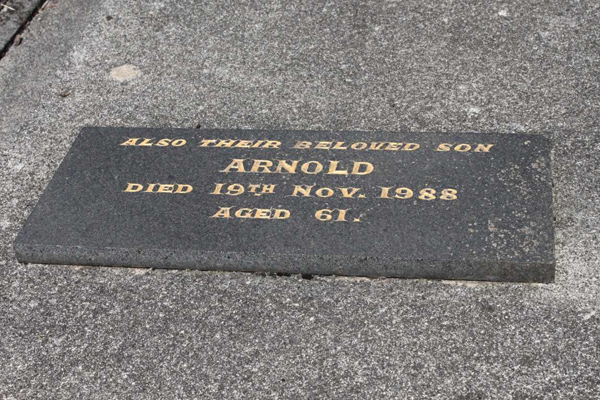 ALSO THEIR BELOVED SON
ARNOLD
DIED 19TH NOV. 1988
AGED 61.